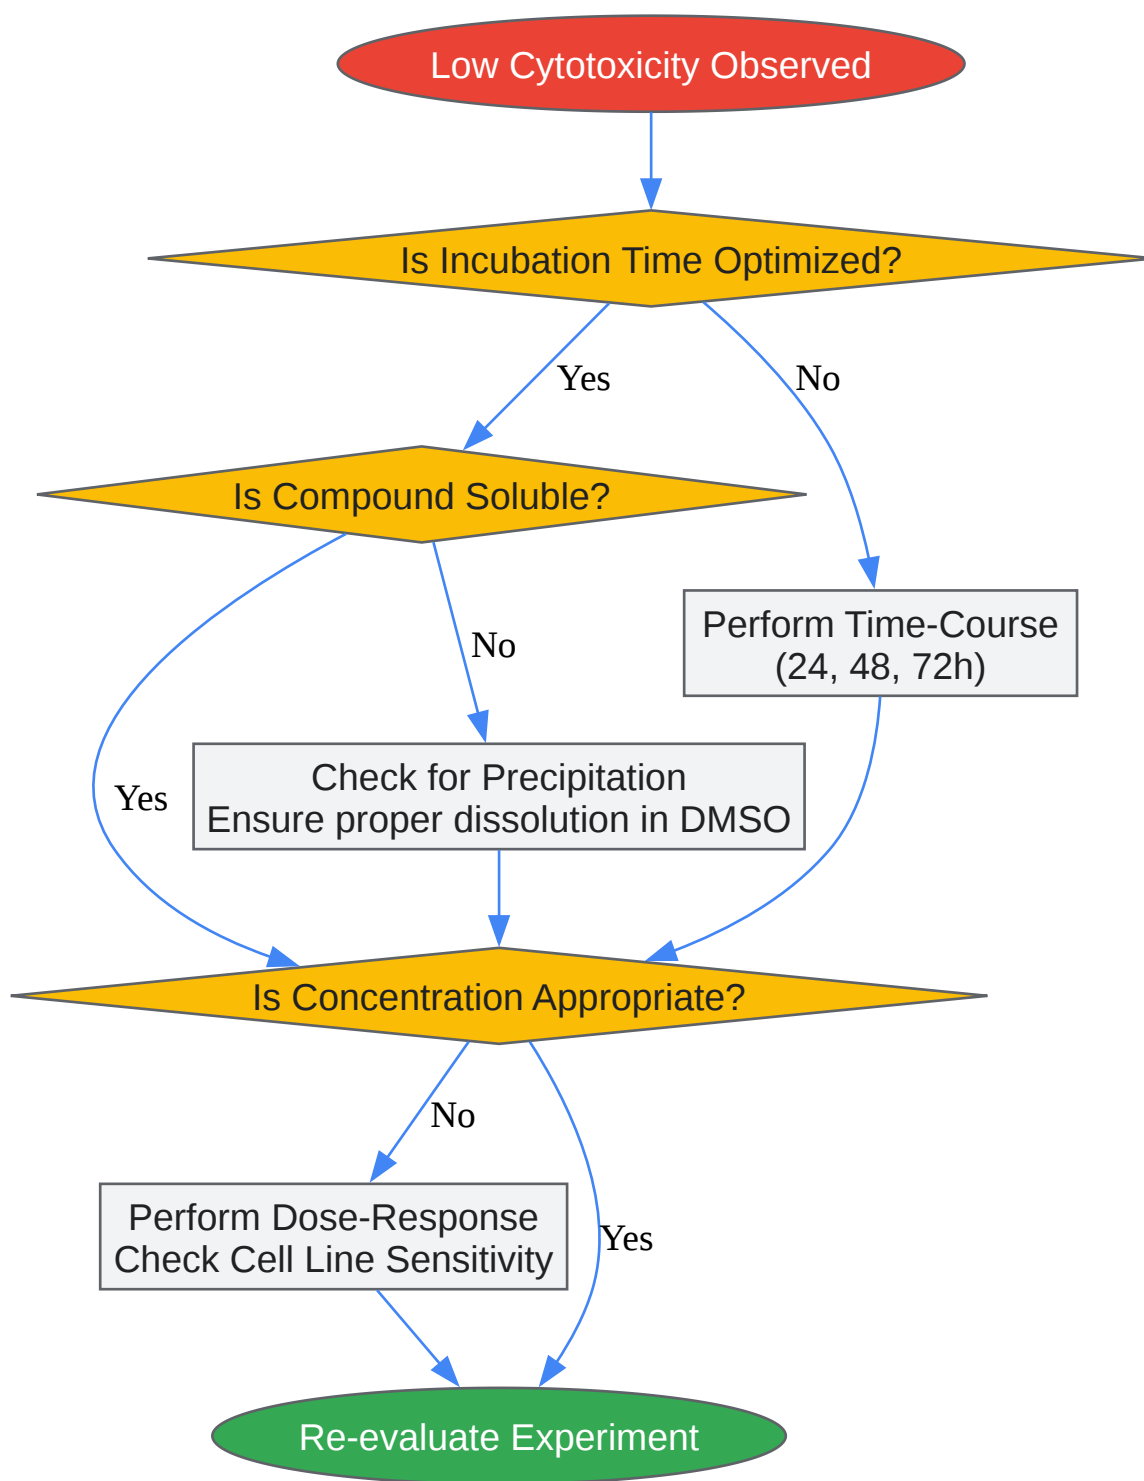 Low Cytotoxicity Observed
Is Incubation Time Optimized?
Yes
No
Is Compound Soluble?
No
Perform Time-Course
(24, 48, 72h)
Yes
Check for Precipitation
Ensure proper dissolution in DMSO
Is Concentration Appropriate?
No
Perform Dose-Response
Check Cell Line Sensitivity
Yes
Re-evaluate Experiment